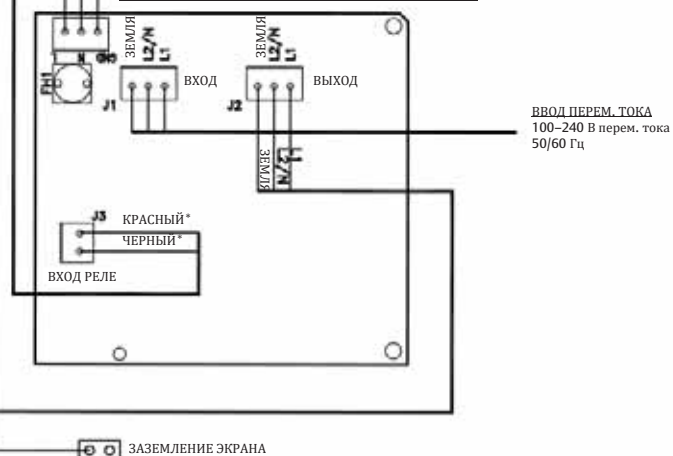 ЗЕМЛЯ
L2/N
L1
ВХОД
J1
ЗЕМЛЯ
L2/N
L1
ВЫХОД
J2
FH1
N
GND
ВВОД ПЕРЕМ. ТОКА
100–240 В перем. тока
50/60 Гц
ЗЕМЛЯ
L2/N
L1
J3
КРАСНЫЙ*
ЧЕРНЫЙ*
ВХОД РЕЛЕ
ЗАЗЕМЛЕНИЕ ЭКРАНА